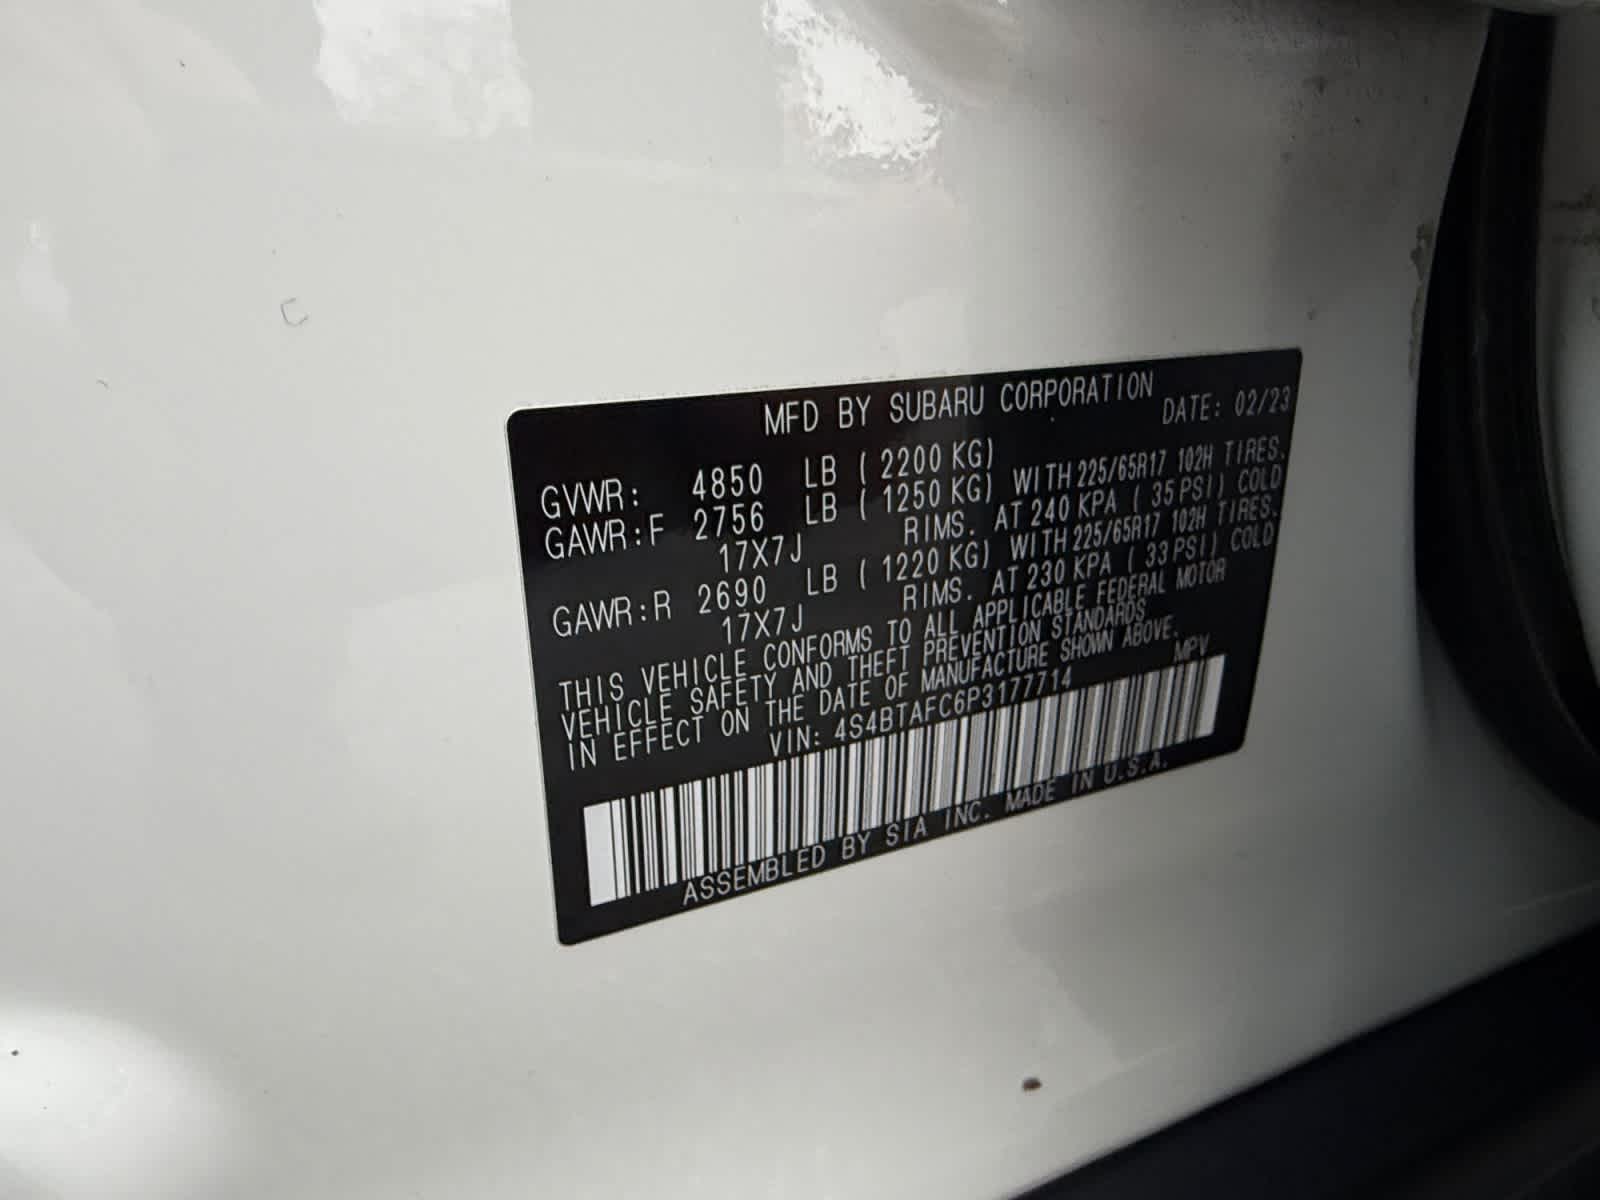 MFD BY SUBARU CORPORATION DATE: 02/23
GVWR: 4850 LB ( 2200 KG)
GAWR:F 2756 LB ( 1250 KG) WITH 225/65R17 102H TIRES.
17X7J RIMS. AT 240 KPA ( 35 PSI) COLD
GAWR:R 2690 LB ( 1220 KG) WITH 225/65R17 102H TIRES.
17X7J RIMS. AT 230 KPA ( 33 PSI) COLD
THIS VEHICLE CONFORMS TO ALL APPLICABLE FEDERAL MOTOR
VEHICLE SAFETY AND THEFT PREVENTION STANDARDS
IN EFFECT ON THE DATE OF MANUFACTURE SHOWN ABOVE.
VIN: 4S4BTAFC6P3177714 MPV
ASSEMBLED BY SIA INC. MADE IN U.S.A.